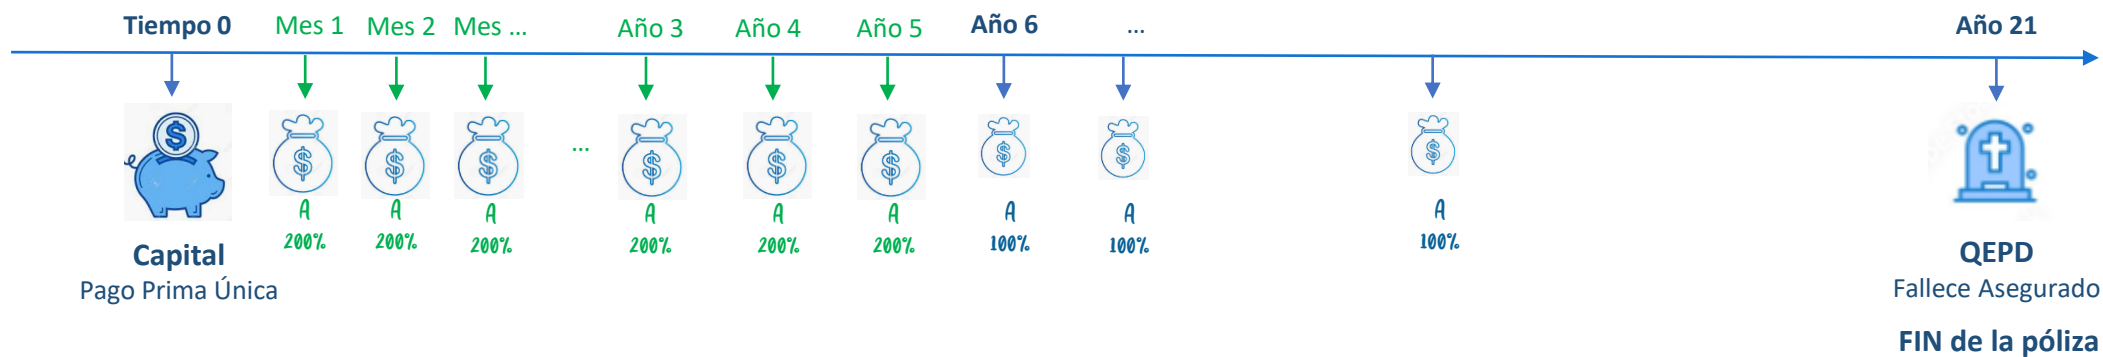 Tiempo 0 Mes 1 Mes 2 Mes ... Año 3 Año 4 Año 5 Año 6 ... Año 21
$ $ $ $ ... $ $ $ $ $ $
A A A A A A A A A
200% 200% 200% 200% 200% 200% 100% 100% 100%
Capital QEPD
Pago Prima Única Fallece Asegurado
FIN de la póliza